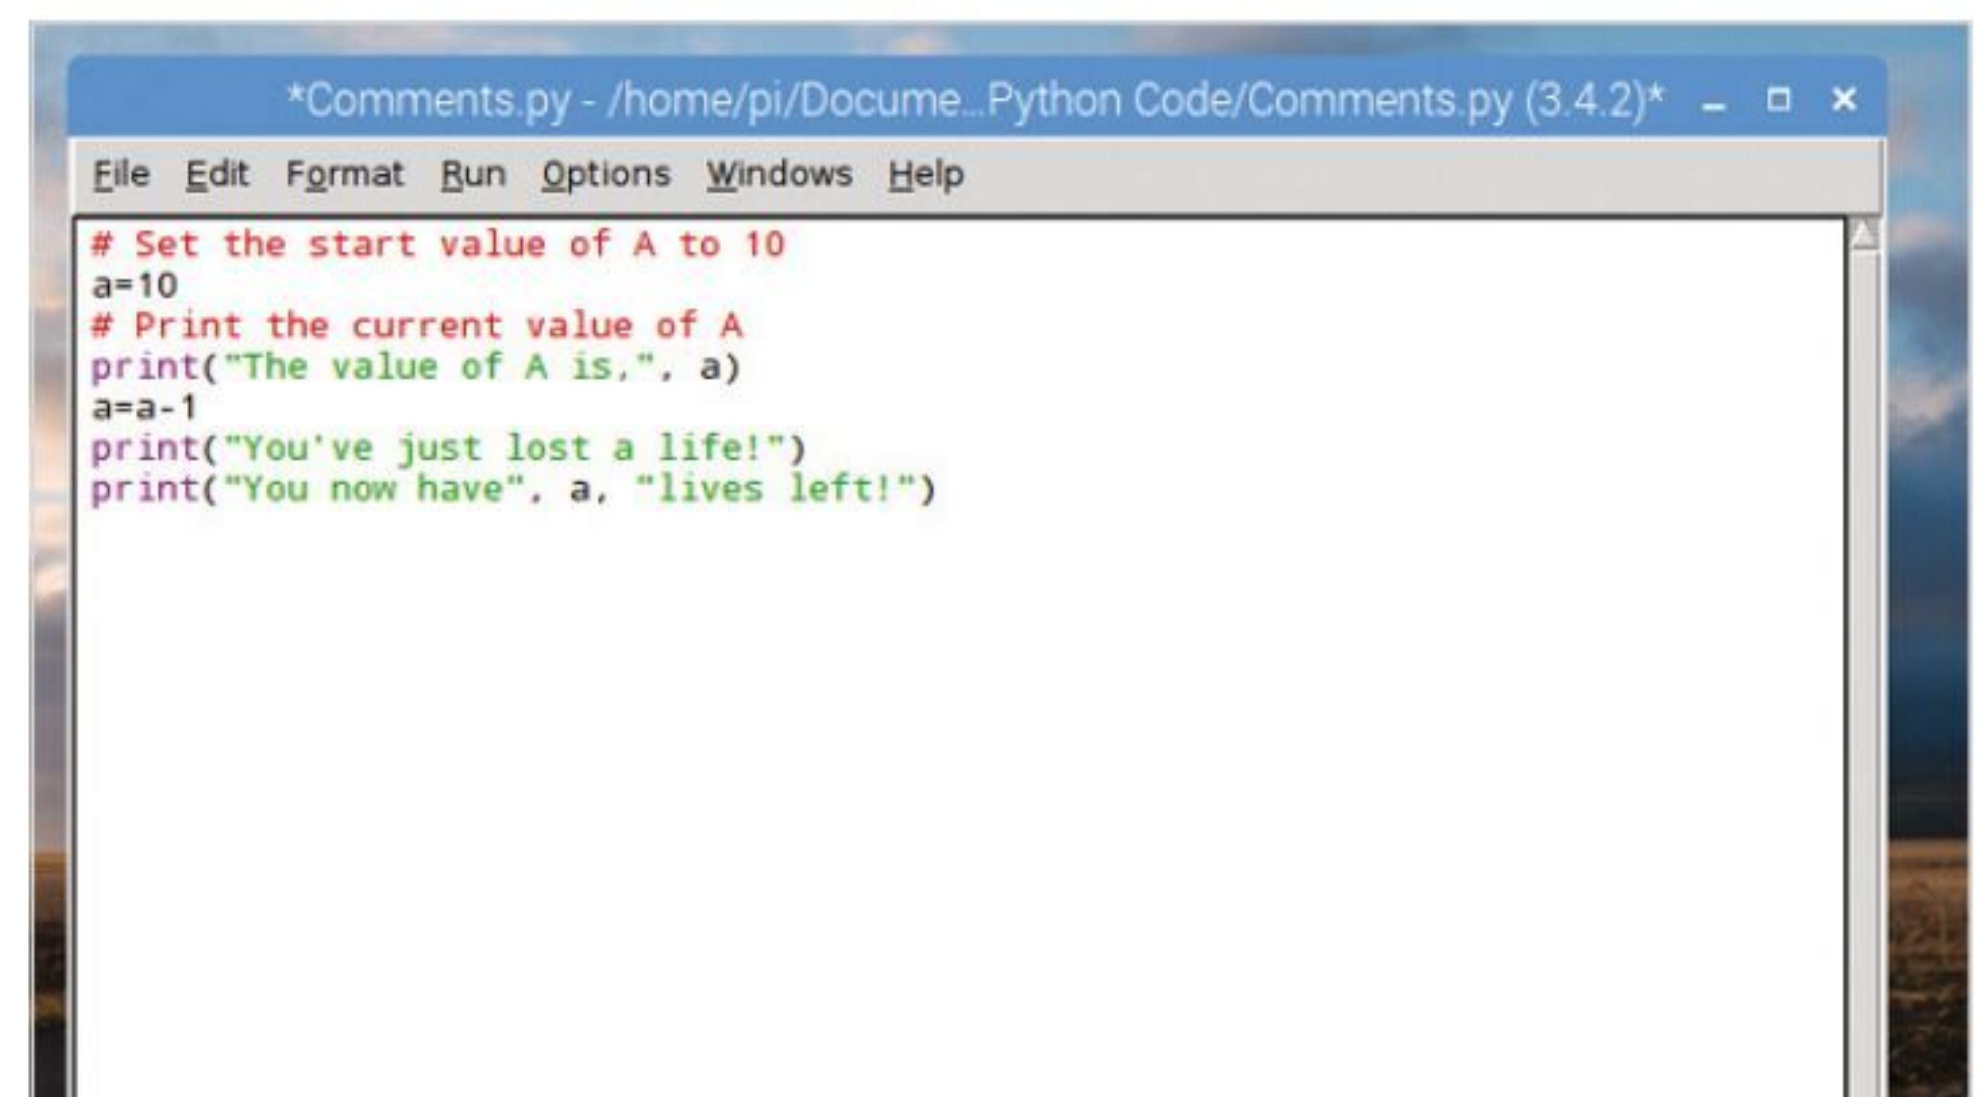 *Comments.py - /home/pi/Docume...Python Code/Comments.py (3.4.2)*
File Edit Format Run Options Windows Help
# Set the start value of A to 10
a=10
# Print the current value of A
print("The value of A is,", a)
a=a-1
print("You've just lost a life!")
print("You now have", a, "lives left!")